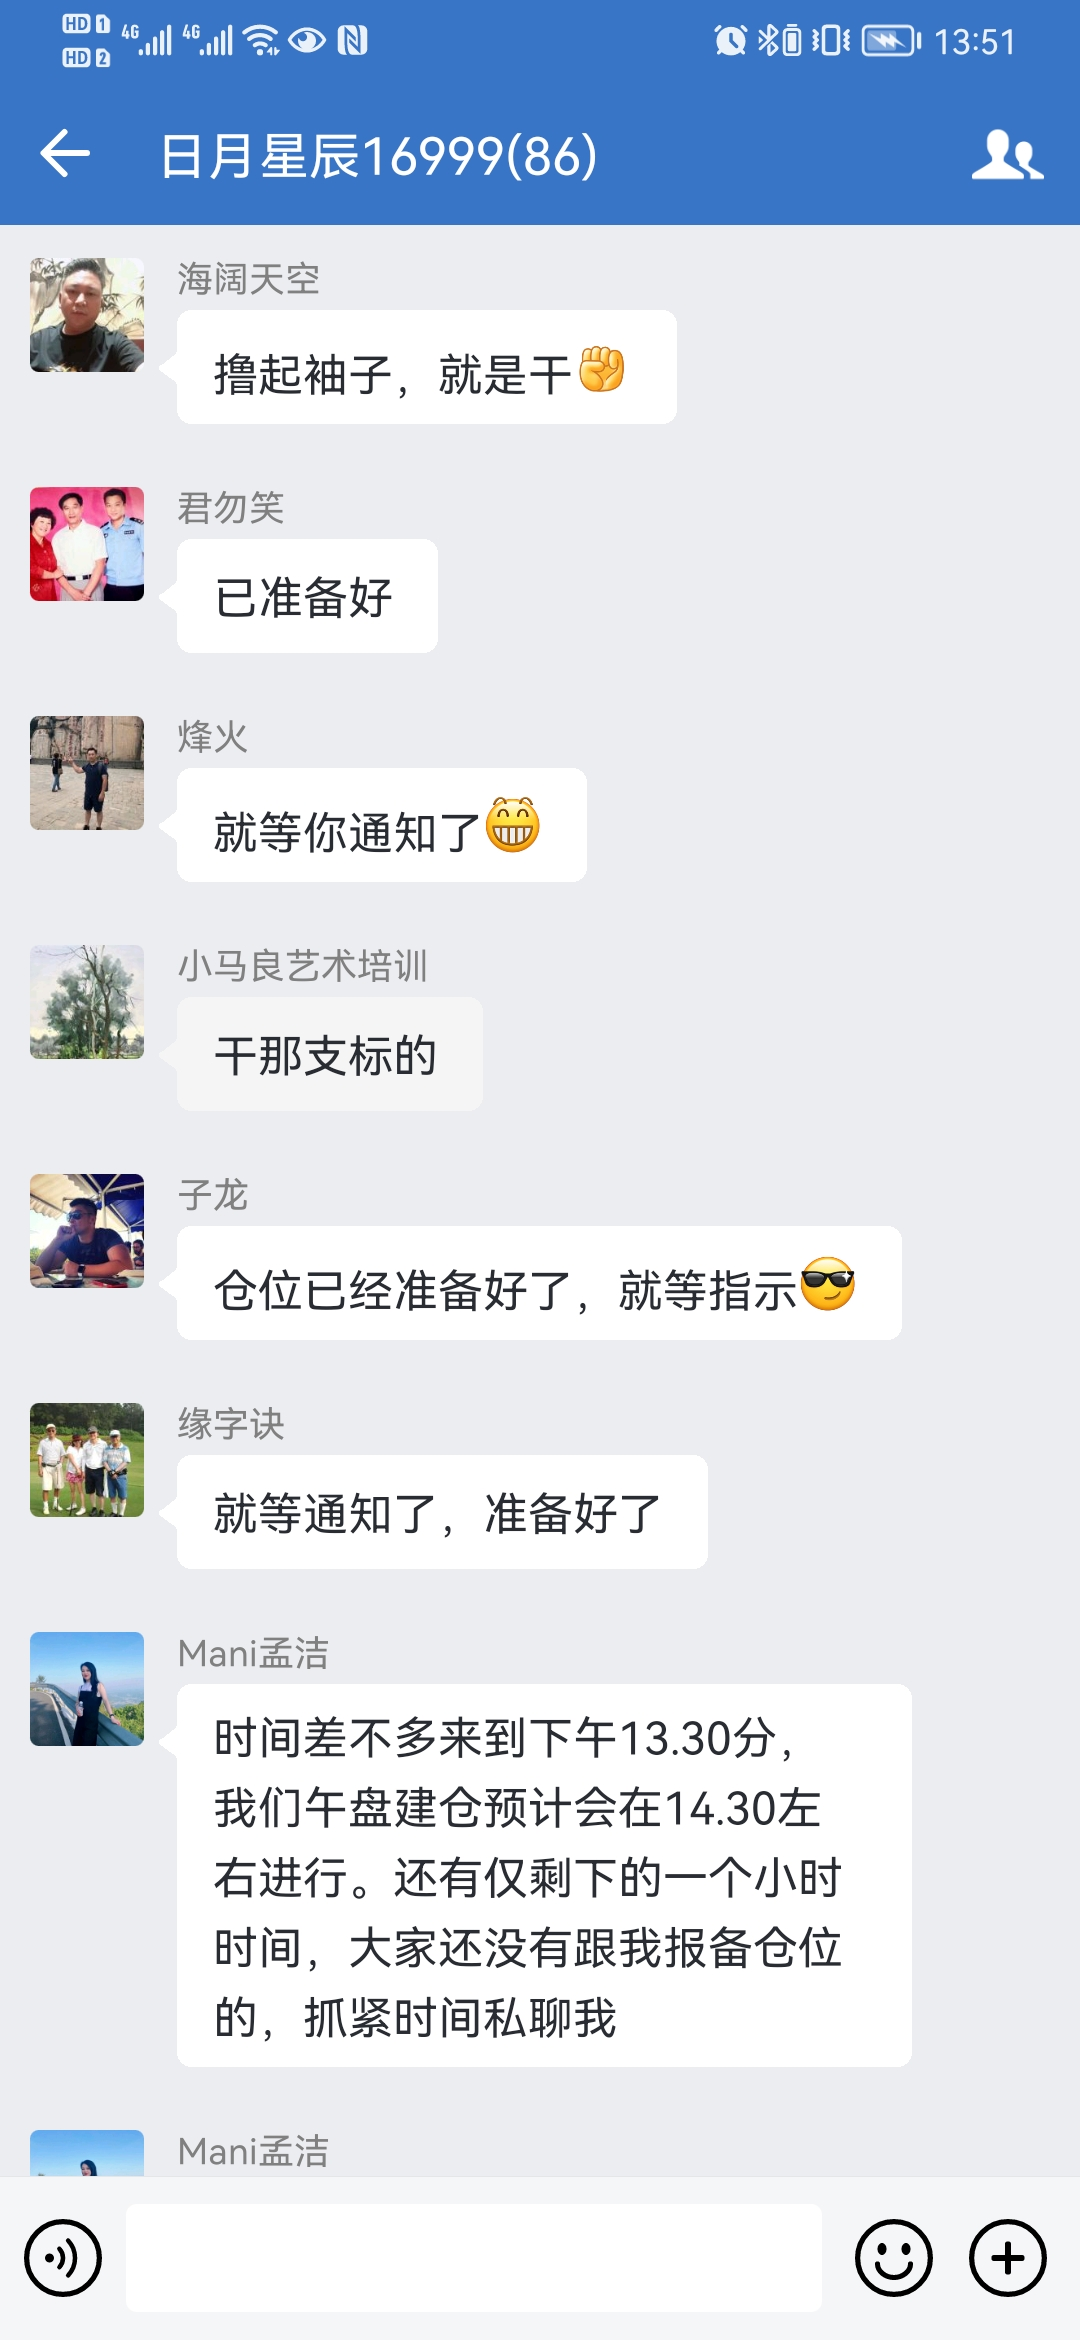 HD 1 4G 4G 13:51
HD 2
日月星辰16999(86)
海阔天空
撸起袖子，就是干
君勿笑
已准备好
烽火
就等你通知了
小马良艺术培训
干那支标的
子龙
仓位已经准备好了，就等指示
缘字诀
就等通知了，准备好了
Mani孟洁
时间差不多来到下午13.30分，
我们午盘建仓预计会在14.30左
右进行。还有仅剩下的一个小时
时间，大家还没有跟我报备仓位
的，抓紧时间私聊我
Mani孟洁